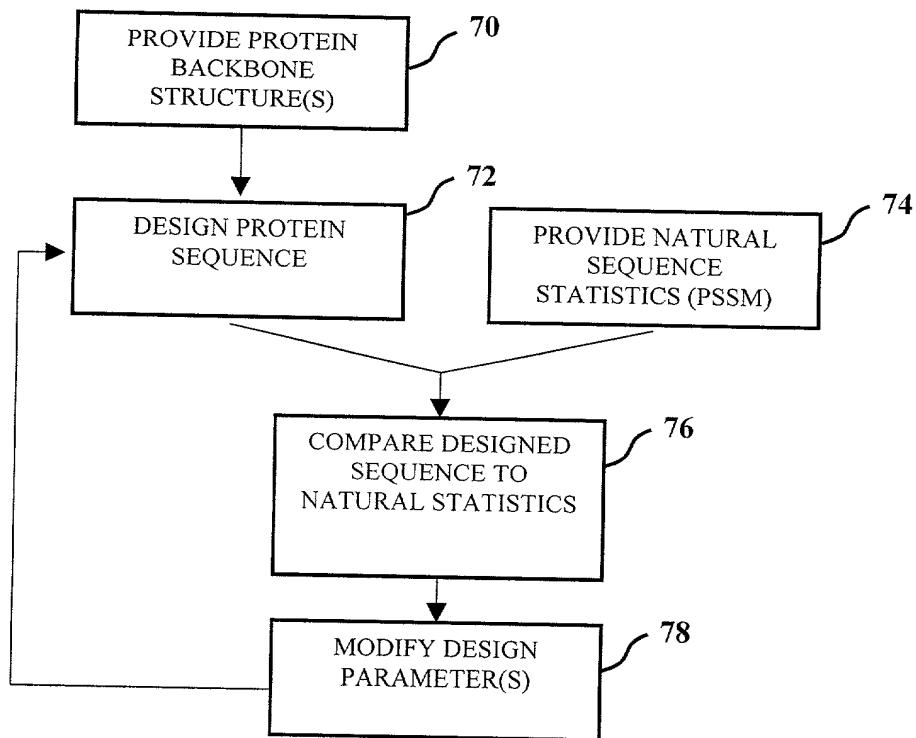 70
PROVIDE PROTEIN
BACKBONE
STRUCTURE(S)
72
DESIGN PROTEIN
SEQUENCE
74
PROVIDE NATURAL
SEQUENCE
STATISTICS (PSSM)
76
COMPARE DESIGNED
SEQUENCE TO
NATURAL STATISTICS
78
MODIFY DESIGN
PARAMETER(S)